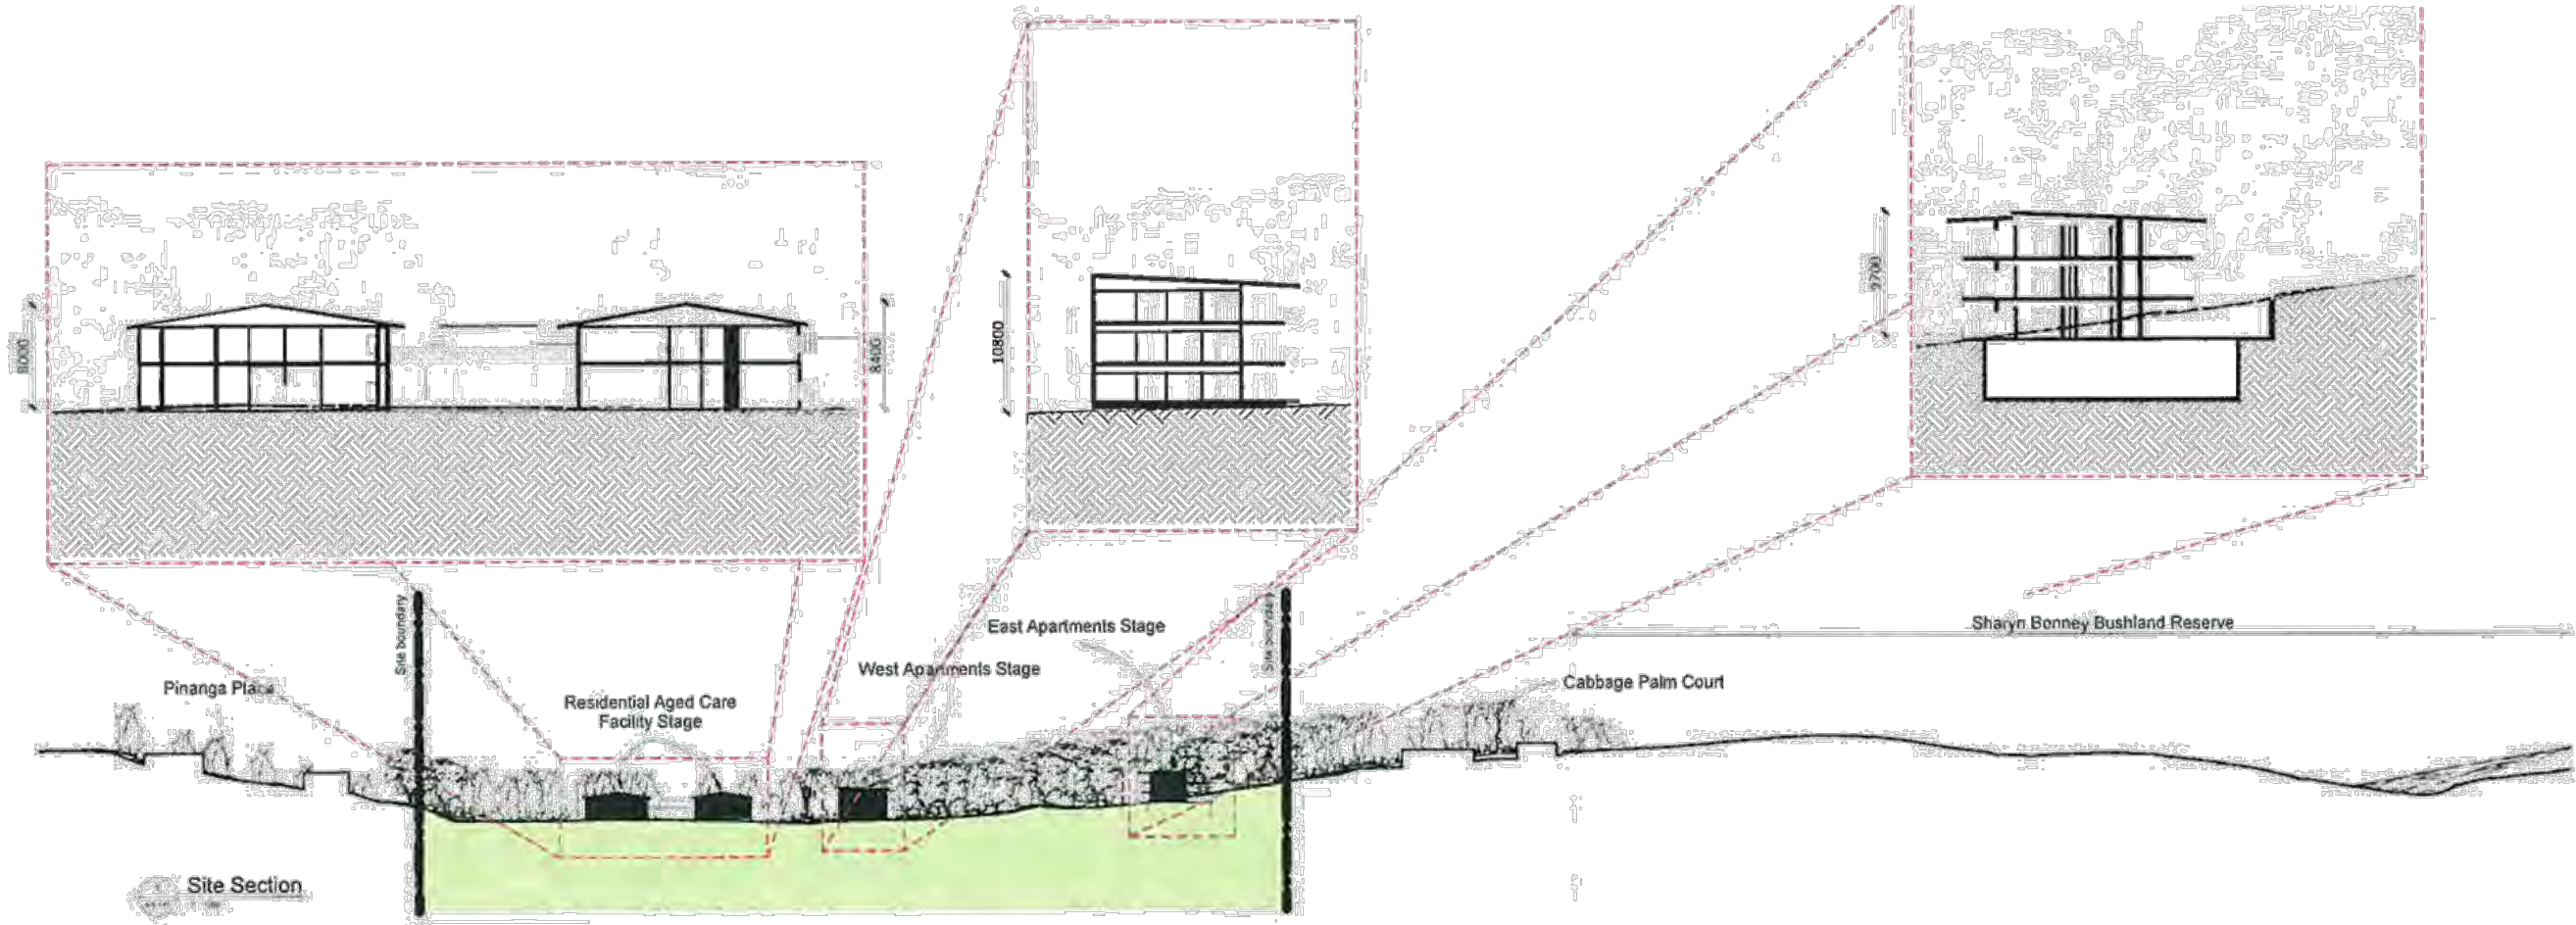 8000
8400
10800
9700
Site boundary
Site boundary
East Apartments Stage
Sharyn Bonney Bushland Reserve
West Apartments Stage
Pinanga Place
Residential Aged Care
Facility Stage
Cabbage Palm Court
Site Section